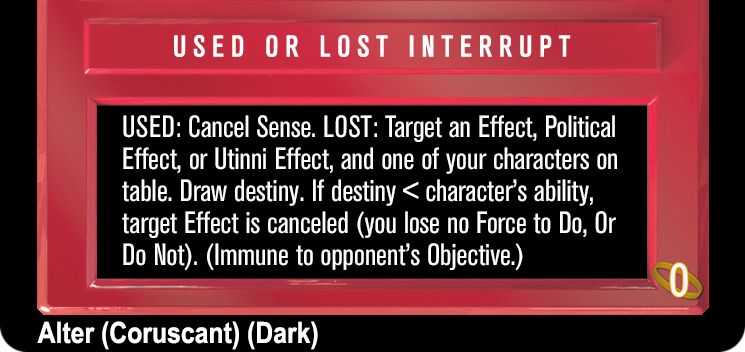 USED OR LOST INTERRUPT
USED: Cancel Sense. LOST: Target an Effect, Political
Effect, or Utinni Effect, and one of your characters on
table. Draw destiny. If destiny < character's ability,
target Effect is canceled (you lose no Force to Do, Or
Do Not). (Immune to opponent's Objective.)
0
Alter (Coruscant) (Dark)